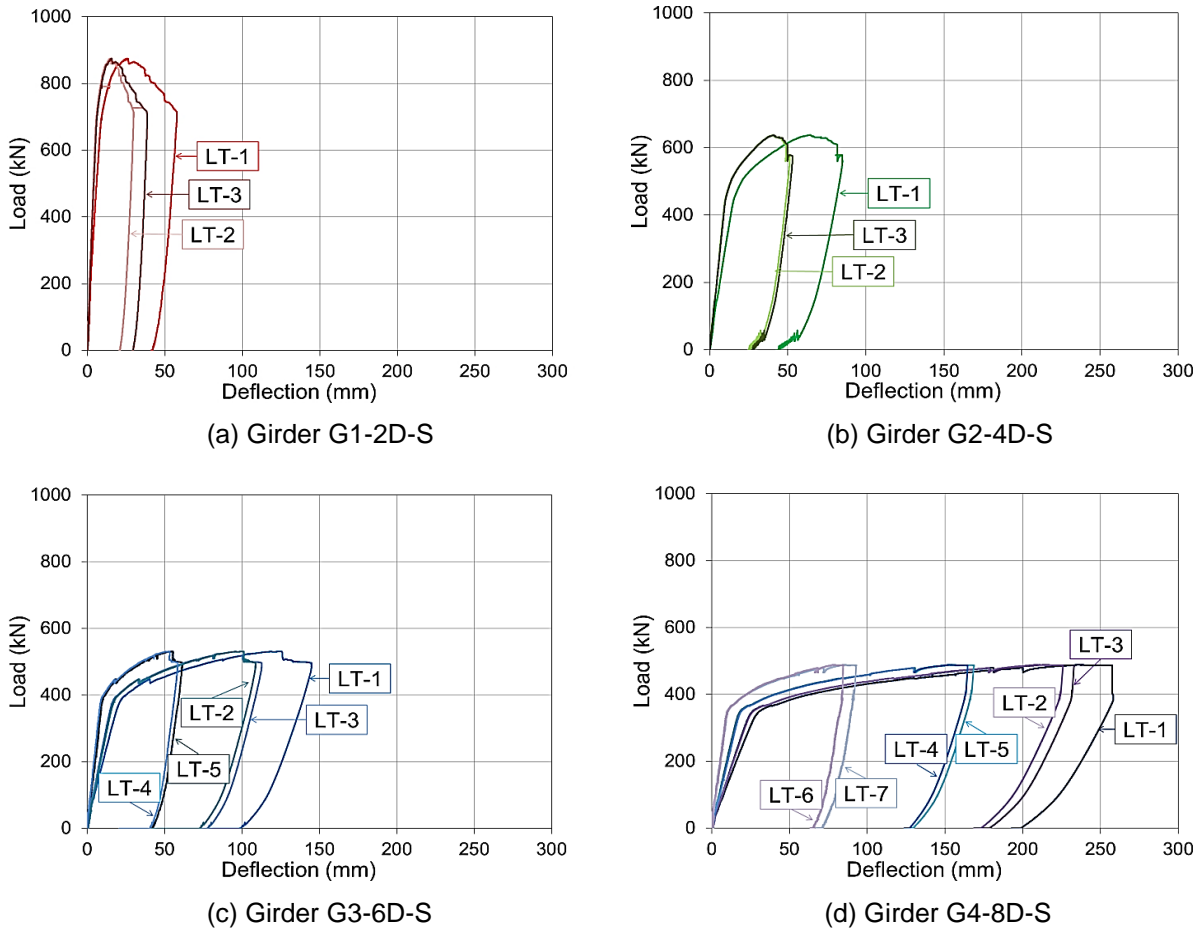 1000
800
600
400
200
0
Load (kN)
LT-1
LT-3
LT-2
0 50 100 150 200 250 300
Deflection (mm)
(a) Girder G1-2D-S
1000
800
600
400
200
0
Load (kN)
LT-1
LT-3
LT-2
0 50 100 150 200 250 300
Deflection (mm)
(b) Girder G2-4D-S
1000
800
600
400
200
0
Load (kN)
LT-1
LT-2
LT-3
LT-5
LT-4
0 50 100 150 200 250 300
Deflection (mm)
(c) Girder G3-6D-S
1000
800
600
400
200
0
Load (kN)
LT-3
LT-2
LT-1
LT-4
LT-5
LT-6
LT-7
0 50 100 150 200 250 300
Deflection (mm)
(d) Girder G4-8D-S